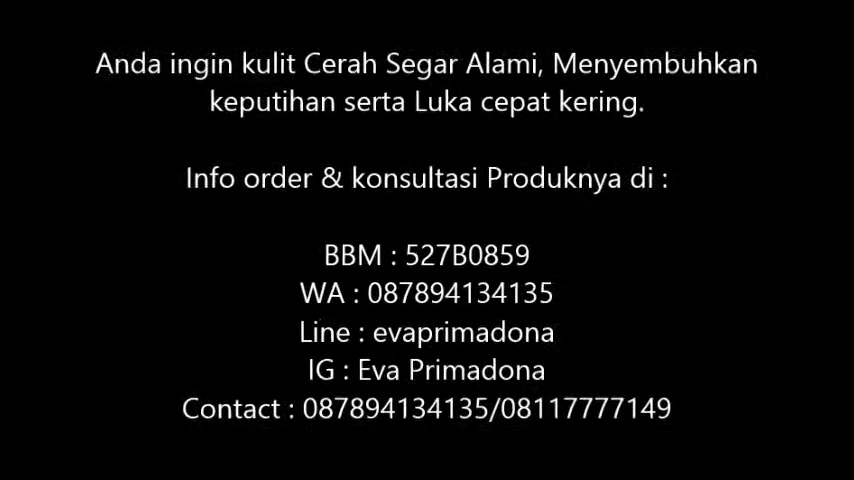 Anda ingin kulit Cerah Segar Alami, Menyembuhkan
keputihan serta Luka cepat kering.
Info order & konsultasi Produknya di :
BBM : 527B0859
WA : 087894134135
Line : evaprimadona
IG : Eva Primadona
Contact : 087894134135/08117777149